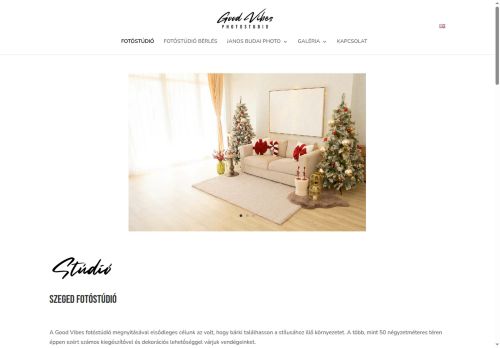 Good Vibes
PHOTOSTUDIO
FOTÓSTÚDIÓ
FOTÓSTÚDIÓ BÉRLÉS
JANOS BUDAI PHOTO
GALÉRIA
KAPCSOLAT
Stúdió
SZEGED FOTÓSTÚDIÓ
A Good Vibes fotóstúdió megnyitásával elsődleges célunk az volt, hogy bárki találhasson a stílusához illő környezetet. A több, mint 50 négyzetméteres téren
éppen ezért számos kiegészítővel és dekorációs lehetőséggel várjuk vendégeinket.